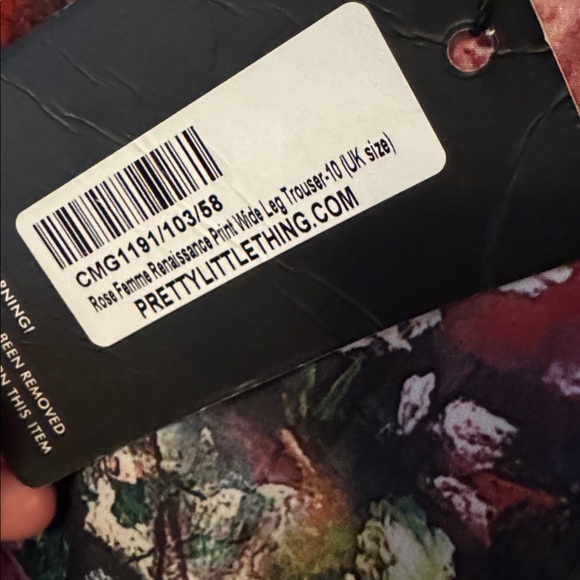 CMG1191/103/58
Rose Femme Renaissance Print Wide Leg Trouser-10 (UK size)
PRETTYLITTLETHING.COM
RNING!
BEEN REMOVED
N THIS ITEM